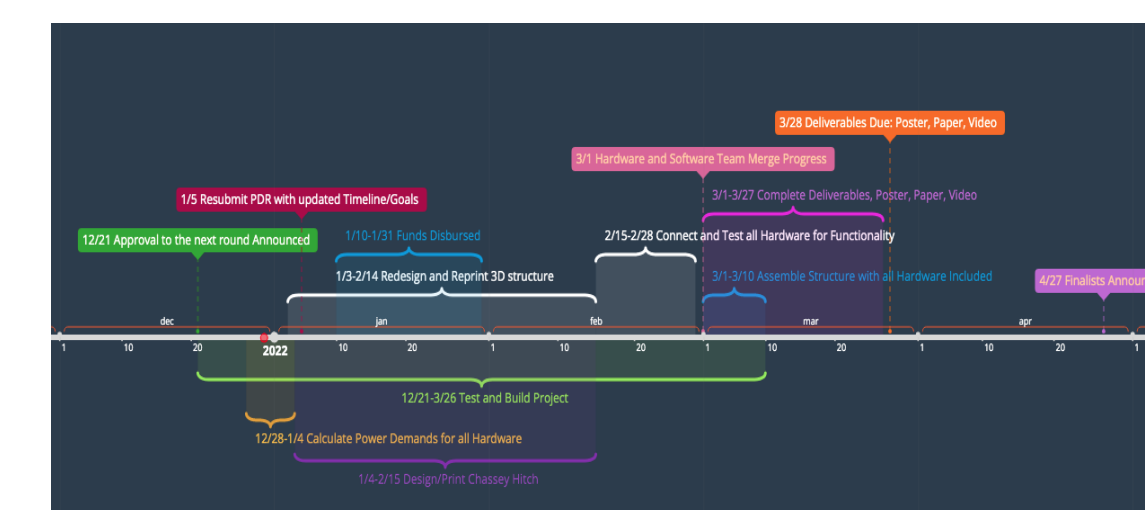 3/28 Deliverables Due: Poster, Paper, Video
3/1 Hardware and Software Team Merge Progress
1/5 Resubmit PDR with updated Timeline/Goals
3/1-3/27 Complete Deliverables, Poster, Paper, Video
12/21 Approval to the next round Announced
1/10-1/31 Funds Disbursed
2/15-2/28 Connect and Test all Hardware for Functionality
1/3-2/14 Redesign and Reprint 3D structure
3/1-3/10 Assemble Structure with all Hardware Included
4/27 Finalists Annour
dec jan feb mar apr
1 10 20 2022 10 20 1 10 20 1 10 20 1 10 20 1
12/21-3/26 Test and Build Project
12/28-1/4 Calculate Power Demands for all Hardware
1/4-2/15 Design/Print Chassey Hitch